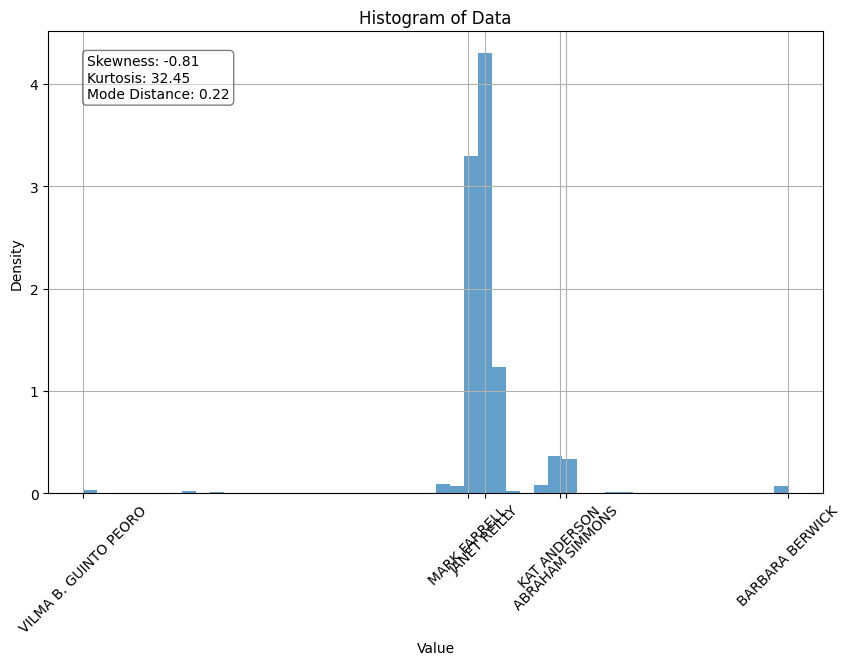 Histogram of Data
Skewness: -0.81
Kurtosis: 32.45
Mode Distance: 0.22
4
3
2
1
0
Density
VILMA B. GUINTO PEORO
MARK FARRELL
JANET REILLY
KAT ANDERSON
ABRAHAM SIMMONS
BARBARA BERWICK
Value